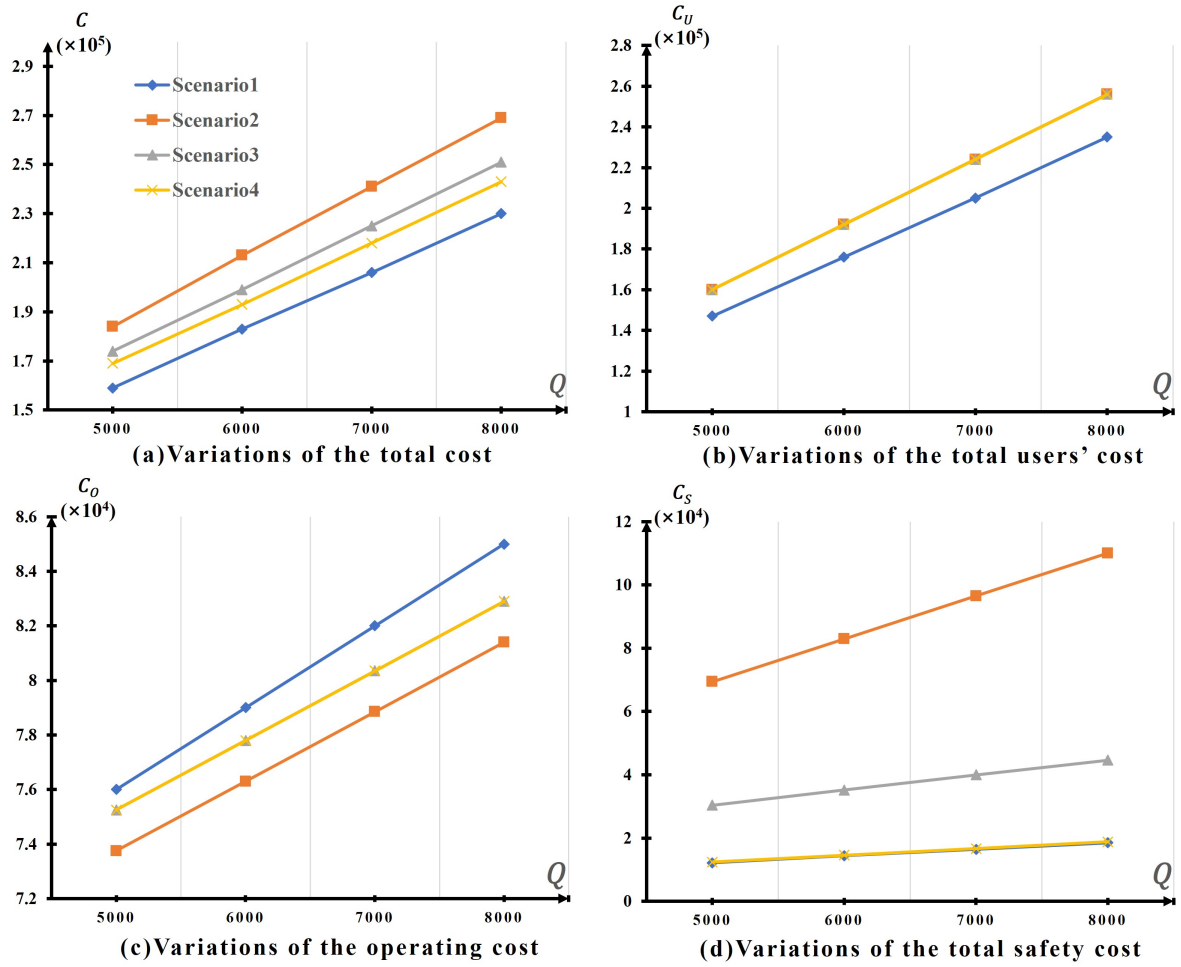 C
(×10⁵)
2.9
2.7
2.5
2.3
2.1
1.9
1.7
1.5
Scenario1
Scenario2
Scenario3
Scenario4
Q
5000 6000 7000 8000
(a)Variations of the total cost
C_U
(×10⁵)
2.8
2.6
2.4
2.2
2
1.8
1.6
1.4
1.2
1
Q
5000 6000 7000 8000
(b)Variations of the total users’ cost
C_O
(×10⁴)
8.6
8.4
8.2
8
7.8
7.6
7.4
7.2
Q
5000 6000 7000 8000
(c)Variations of the operating cost
C_S
(×10⁴)
12
10
8
6
4
2
0
Q
5000 6000 7000 8000
(d)Variations of the total safety cost